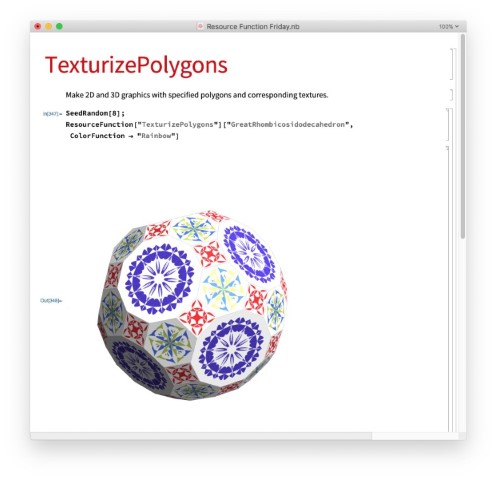 Resource Function Friday.nb
100%
TexturizePolygons
Make 2D and 3D graphics with specified polygons and corresponding textures.
In[347]:= SeedRandom[8];
ResourceFunction["TexturizePolygons"]["GreatRhombicosidodecahedron",
ColorFunction → "Rainbow"]
Out[348]=